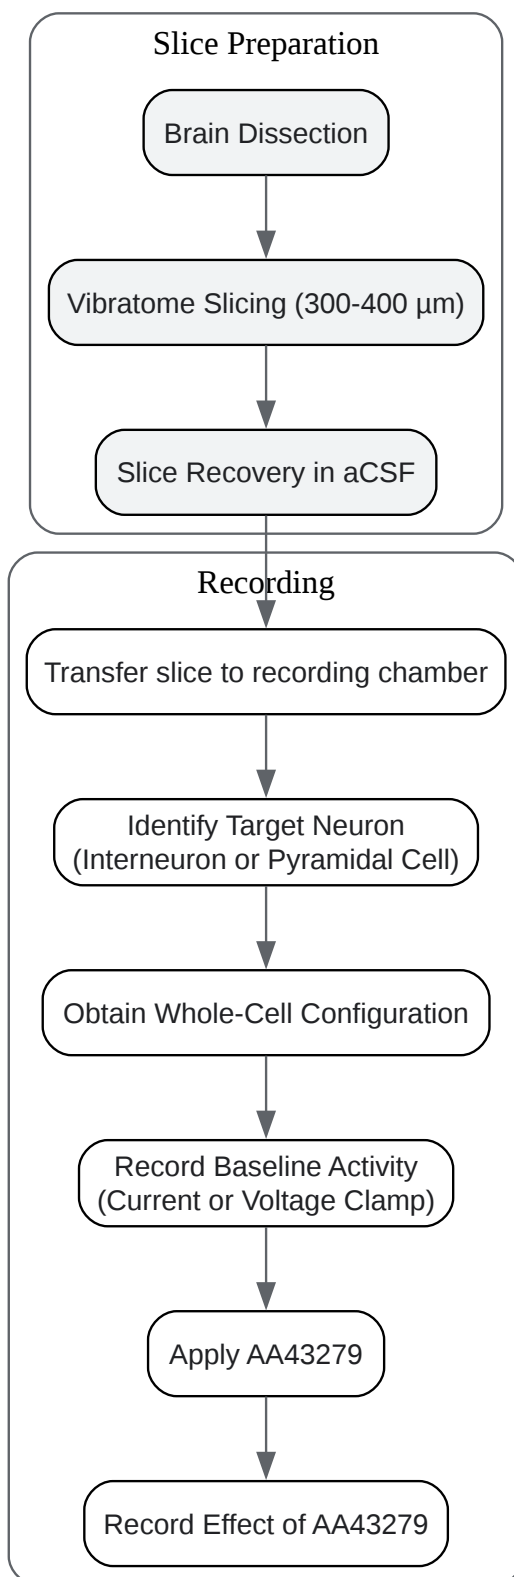 Slice Preparation
Brain Dissection
Vibratome Slicing (300-400 µm)
Slice Recovery in aCSF
Recording
Transfer slice to recording chamber
Identify Target Neuron
(Interneuron or Pyramidal Cell)
Obtain Whole-Cell Configuration
Record Baseline Activity
(Current or Voltage Clamp)
Apply AA43279
Record Effect of AA43279